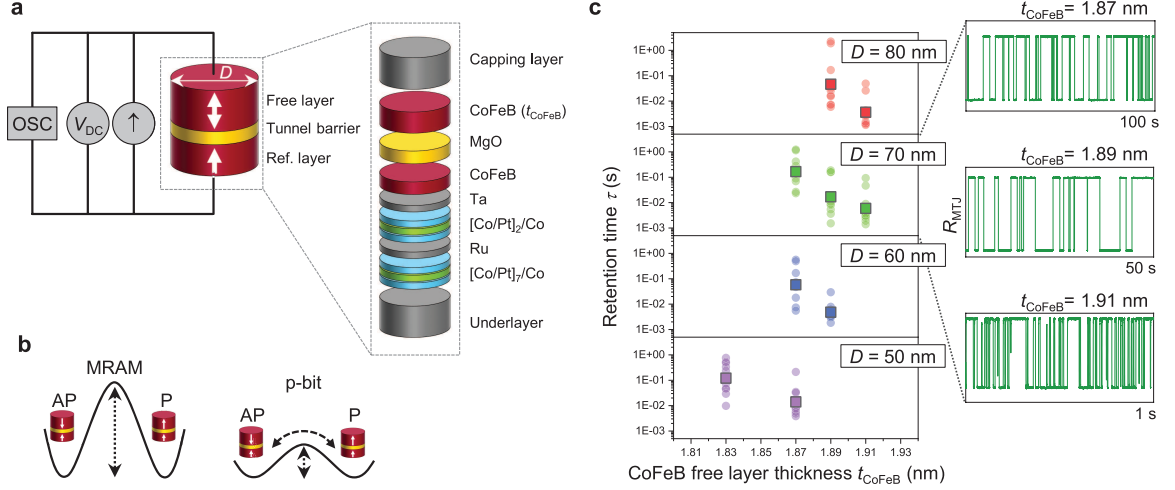 a
OSC
V_DC
↑
D
Free layer
Tunnel barrier
Ref. layer
Capping layer
CoFeB (t_CoFeB)
MgO
CoFeB
Ta
[Co/Pt]₂/Co
Ru
[Co/Pt]₇/Co
Underlayer
b
MRAM
AP
P
p-bit
AP
P
c
Retention time τ (s)
D = 80 nm
1E+00
1E-01
1E-02
1E-03
D = 70 nm
1E+00
1E-01
1E-02
1E-03
D = 60 nm
1E+00
1E-01
1E-02
1E-03
D = 50 nm
1E+00
1E-01
1E-02
1E-03
1.81 1.83 1.85 1.87 1.89 1.91 1.93
CoFeB free layer thickness t_CoFeB (nm)
t_CoFeB = 1.87 nm
100 s
t_CoFeB = 1.89 nm
R_MTJ
50 s
t_CoFeB = 1.91 nm
1 s